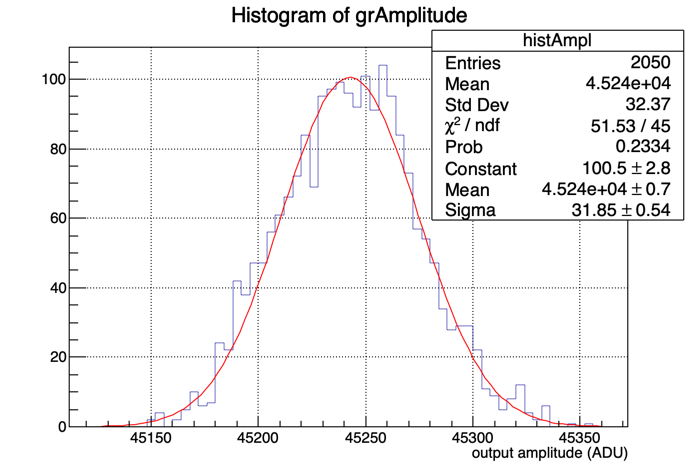 Histogram of grAmplitude
histAmpl
Entries 2050
Mean 4.524e+04
Std Dev 32.37
χ² / ndf 51.53 / 45
Prob 0.2334
Constant 100.5 ± 2.8
Mean 4.524e+04 ± 0.7
Sigma 31.85 ± 0.54
100
80
60
40
20
0
45150 45200 45250 45300 45350
output amplitude (ADU)